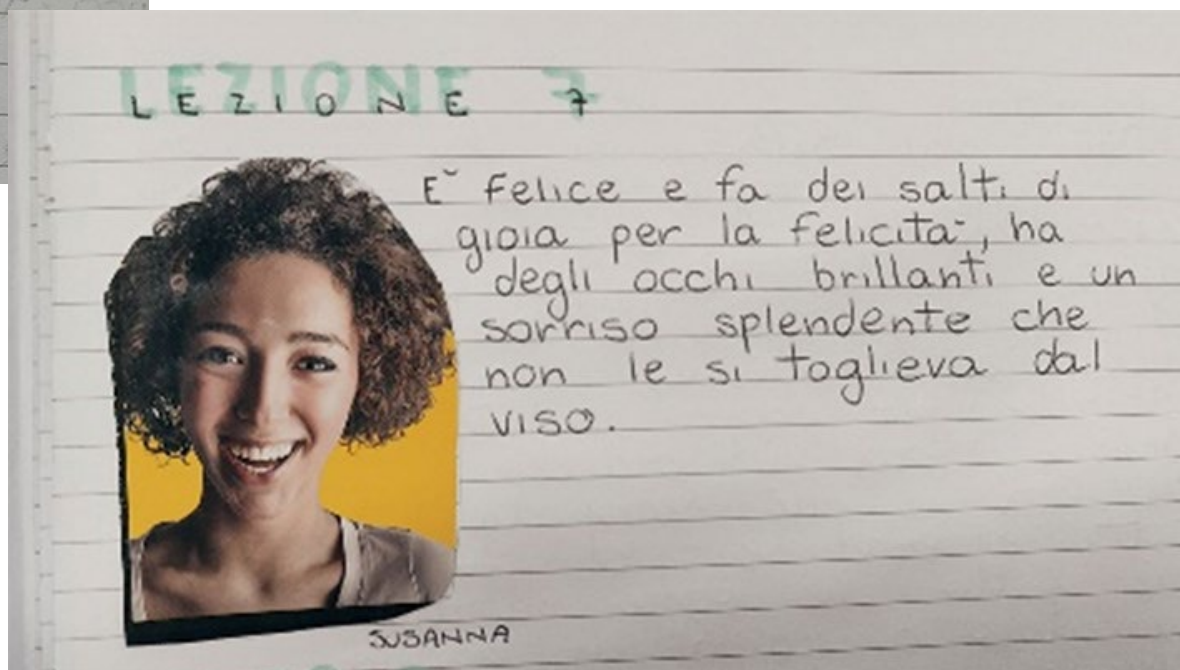 LEZIONE 7
E` felice e fa dei salti di
gioia per la felicita`, ha
degli occhi brillanti e un
sorriso splendente che
non le si toglieva dal
viso.
SUSANNA